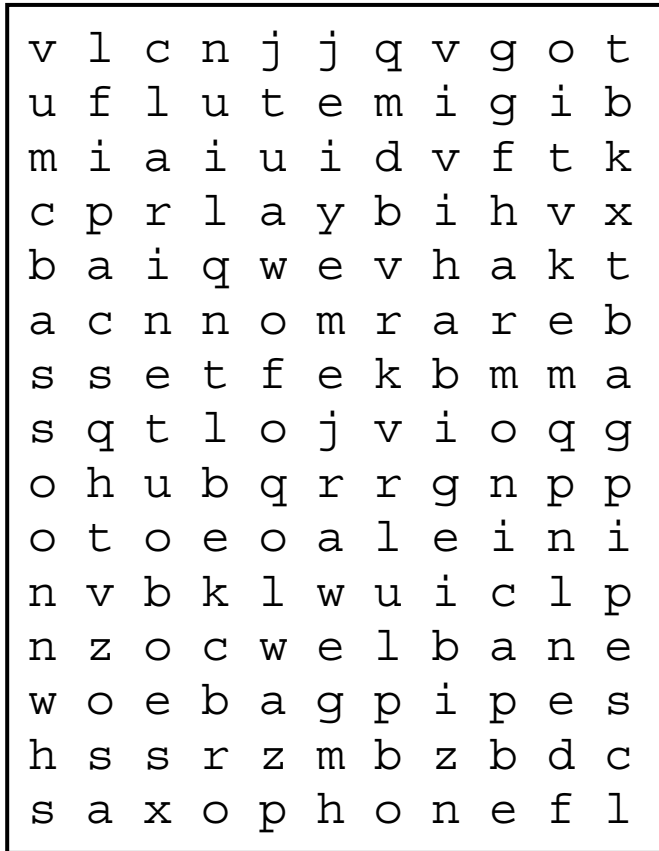 v l c n j j q v g o t
u f l u t e m i g i b
m i a i u i d v f t k
c p r l a y b i h v x
b a i q w e v h a k t
a c n n o m r a r e b
s s e t f e k b m m a
s q t l o j v i o q g
o h u b q r r g n p p
o t o e o a l e i n i
n v b k l w u i c l p
n z o c w e l b a n e
w o e b a g p i p e s
h s s r z m b z b d c
s a x o p h o n e f l